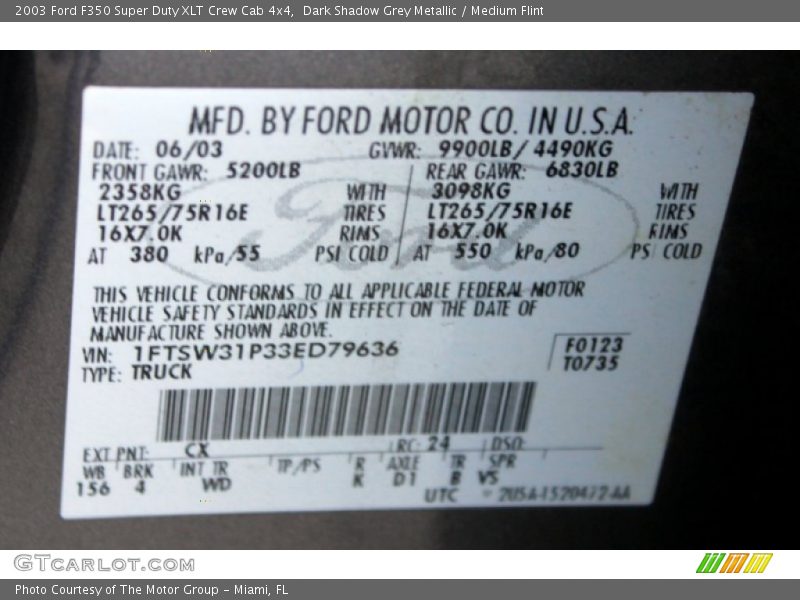 2003 Ford F350 Super Duty XLT Crew Cab 4x4,  Dark Shadow Grey Metallic / Medium Flint
MFD. BY FORD MOTOR CO. IN U.S.A.
DATE: 06/03 GVWR: 9900LB/ 4490KG
FRONT GAWR: 5200LB REAR GAWR: 6830LB
2358KG WITH 3098KG WITH
LT265/75R16E TIRES LT265/75R16E TIRES
16X7.0K RIMS 16X7.0K RIMS
AT 380 kPa/55 PSI COLD AT 550 kPa/80 PSI COLD
Ford
THIS VEHICLE CONFORMS TO ALL APPLICABLE FEDERAL MOTOR
VEHICLE SAFETY STANDARDS IN EFFECT ON THE DATE OF
MANUFACTURE SHOWN ABOVE.
VIN: 1FTSW31P33ED79636 F0123
TYPE: TRUCK T0735
EXT PNT: CX RC: 24 DSO:
WB BRK INT TR TP/PS R AXLE TR SPR
156 4 WD K D1 B VS
UTC 2U5A-1520472-AA
GTCARLOT.COM
Photo Courtesy of The Motor Group - Miami, FL